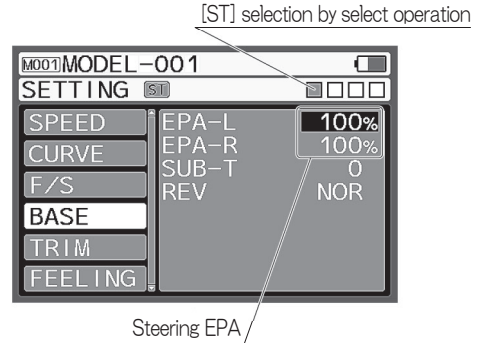 [ST] selection by select operation
M001 MODEL-001
SETTING ST
SPEED
CURVE
F/S
BASE
TRIM
FEELING
EPA-L 100%
EPA-R 100%
SUB-T 0
REV NOR
Steering EPA